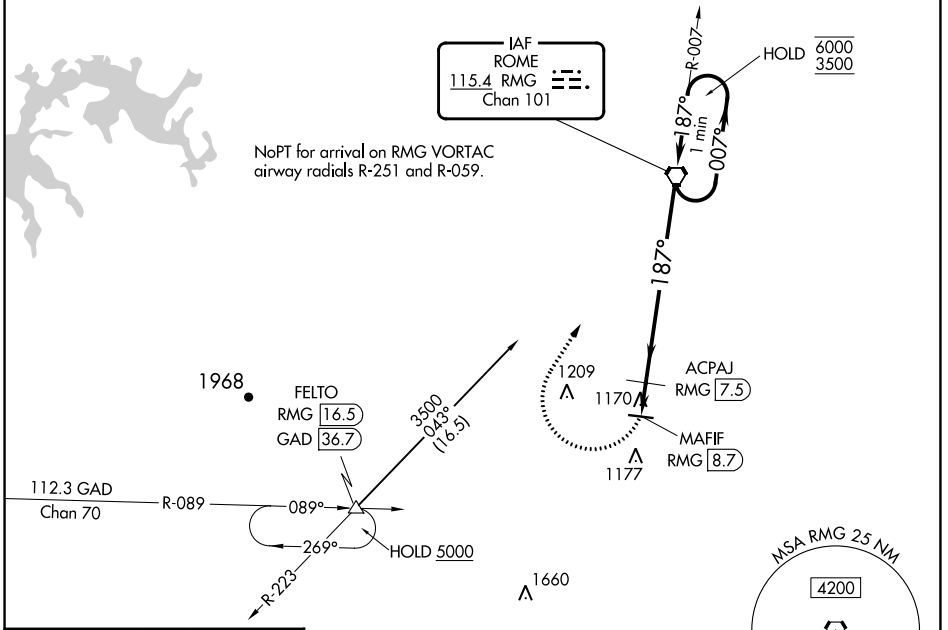 IAF
ROME
115.4 RMG
Chan 101
R-007
HOLD 6000
3500
187°
1 min
007°
NoPT for arrival on RMG VORTAC
airway radials R-251 and R-059.
187°
1968
FELTO
RMG 16.5
GAD 36.7
3500
043°
(16.5)
1209
1170
ACPAJ
RMG 7.5
MAFIF
RMG 8.7
1177
112.3 GAD
Chan 70
R-089
089°
269°
HOLD 5000
R-223
1660
MSA RMG 25 NM
4200